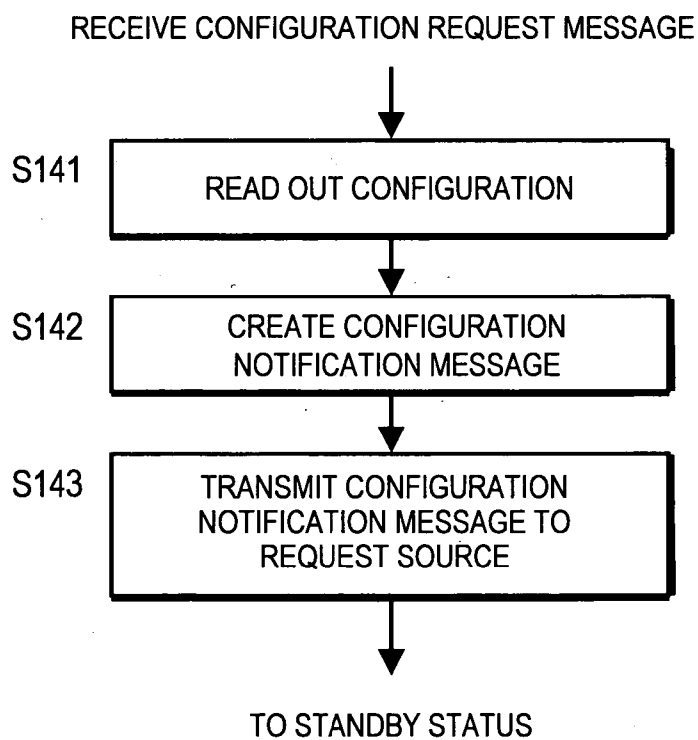 RECEIVE CONFIGURATION REQUEST MESSAGE
S141
READ OUT CONFIGURATION
S142
CREATE CONFIGURATION
NOTIFICATION MESSAGE
S143
TRANSMIT CONFIGURATION
NOTIFICATION MESSAGE TO
REQUEST SOURCE
TO STANDBY STATUS